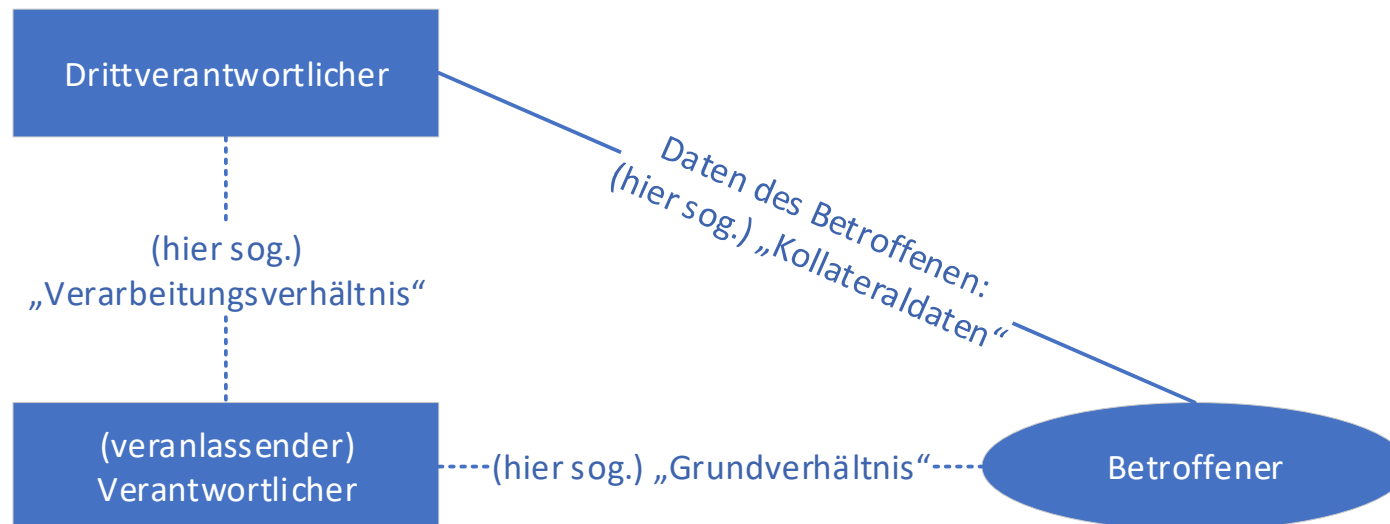 Drittverantwortlicher
Daten des Betroffenen:
(hier sog.) „Kollateraldaten“
(hier sog.)
„Verarbeitungsverhältnis“
(veranlassender)
Verantwortlicher
(hier sog.) „Grundverhältnis“
Betroffener